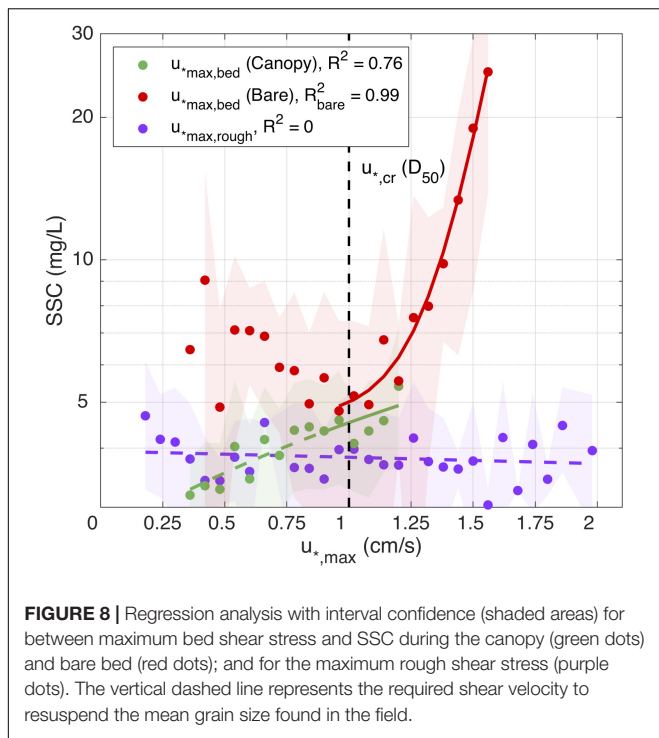 30
20
10
5
SSC (mg/L)
u*max,bed (Canopy), R² = 0.76
u*max,bed (Bare), R²bare = 0.99
u*max,rough, R² = 0
u*,cr (D50)
0 0.25 0.5 0.75 1 1.25 1.5 1.75 2
u*,max (cm/s)
FIGURE 8 | Regression analysis with interval confidence (shaded areas) for
between maximum bed shear stress and SSC during the canopy (green dots)
and bare bed (red dots); and for the maximum rough shear stress (purple
dots). The vertical dashed line represents the required shear velocity to
resuspend the mean grain size found in the field.